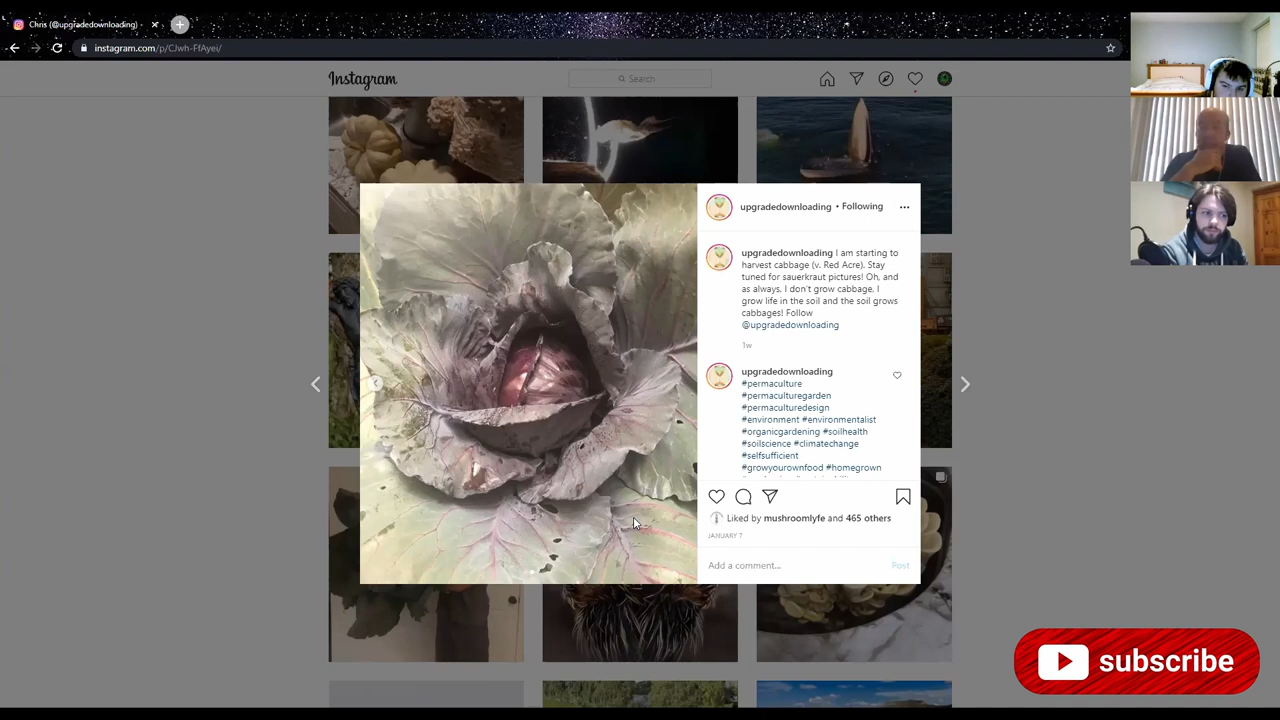 Chris (@upgradedownloading) -
instagram.com/p/CJwh-FfAyei/
Instagram
Search
upgradedownloading • Following
upgradedownloading I am starting to
harvest cabbage (v. Red Acre). Stay
tuned for sauerkraut pictures! Oh, and
as always, I don't grow cabbage, I
grow life in the soil and the soil grows
cabbages! Follow
@upgradedownloading
1w
upgradedownloading
#permaculture
#permaculturegarden
#permaculturedesign
#environment #environmentalist
#organicgardening #soilhealth
#soilscience #climatechange
#selfsufficient
#growyourownfood #homegrown
Liked by mushroomlyfe and 465 others
JANUARY 7
Add a comment...
Post
subscribe